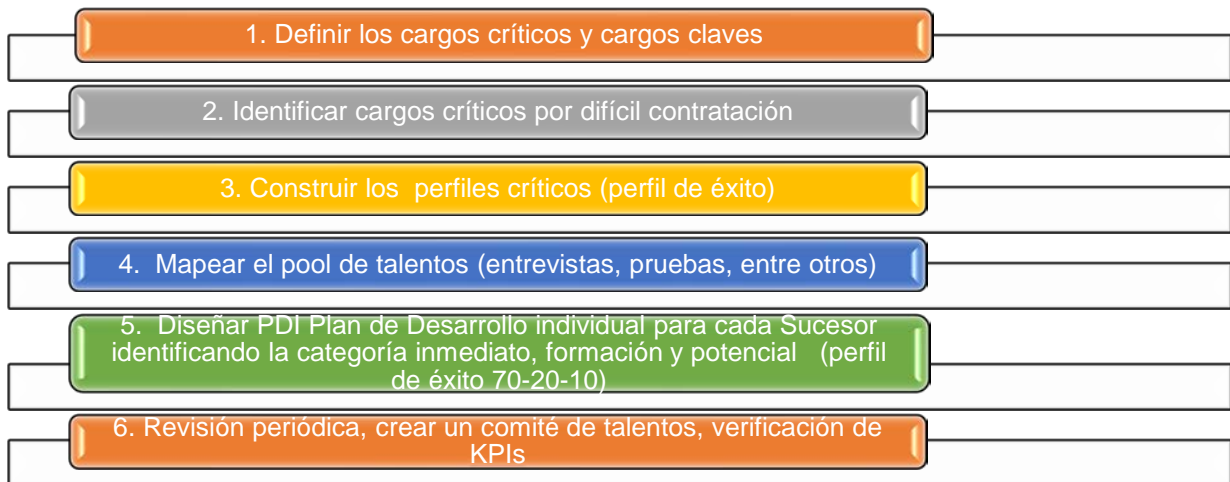 1. Definir los cargos críticos y cargos claves
2. Identificar cargos críticos por difícil contratación
3. Construir los  perfiles críticos (perfil de éxito)
4.  Mapear el pool de talentos (entrevistas, pruebas, entre otros)
5.  Diseñar PDI Plan de Desarrollo individual para cada Sucesor
identificando la categoría inmediato, formación y potencial   (perfil
de éxito 70-20-10)
6. Revisión periódica, crear un comité de talentos, verificación de
KPIs